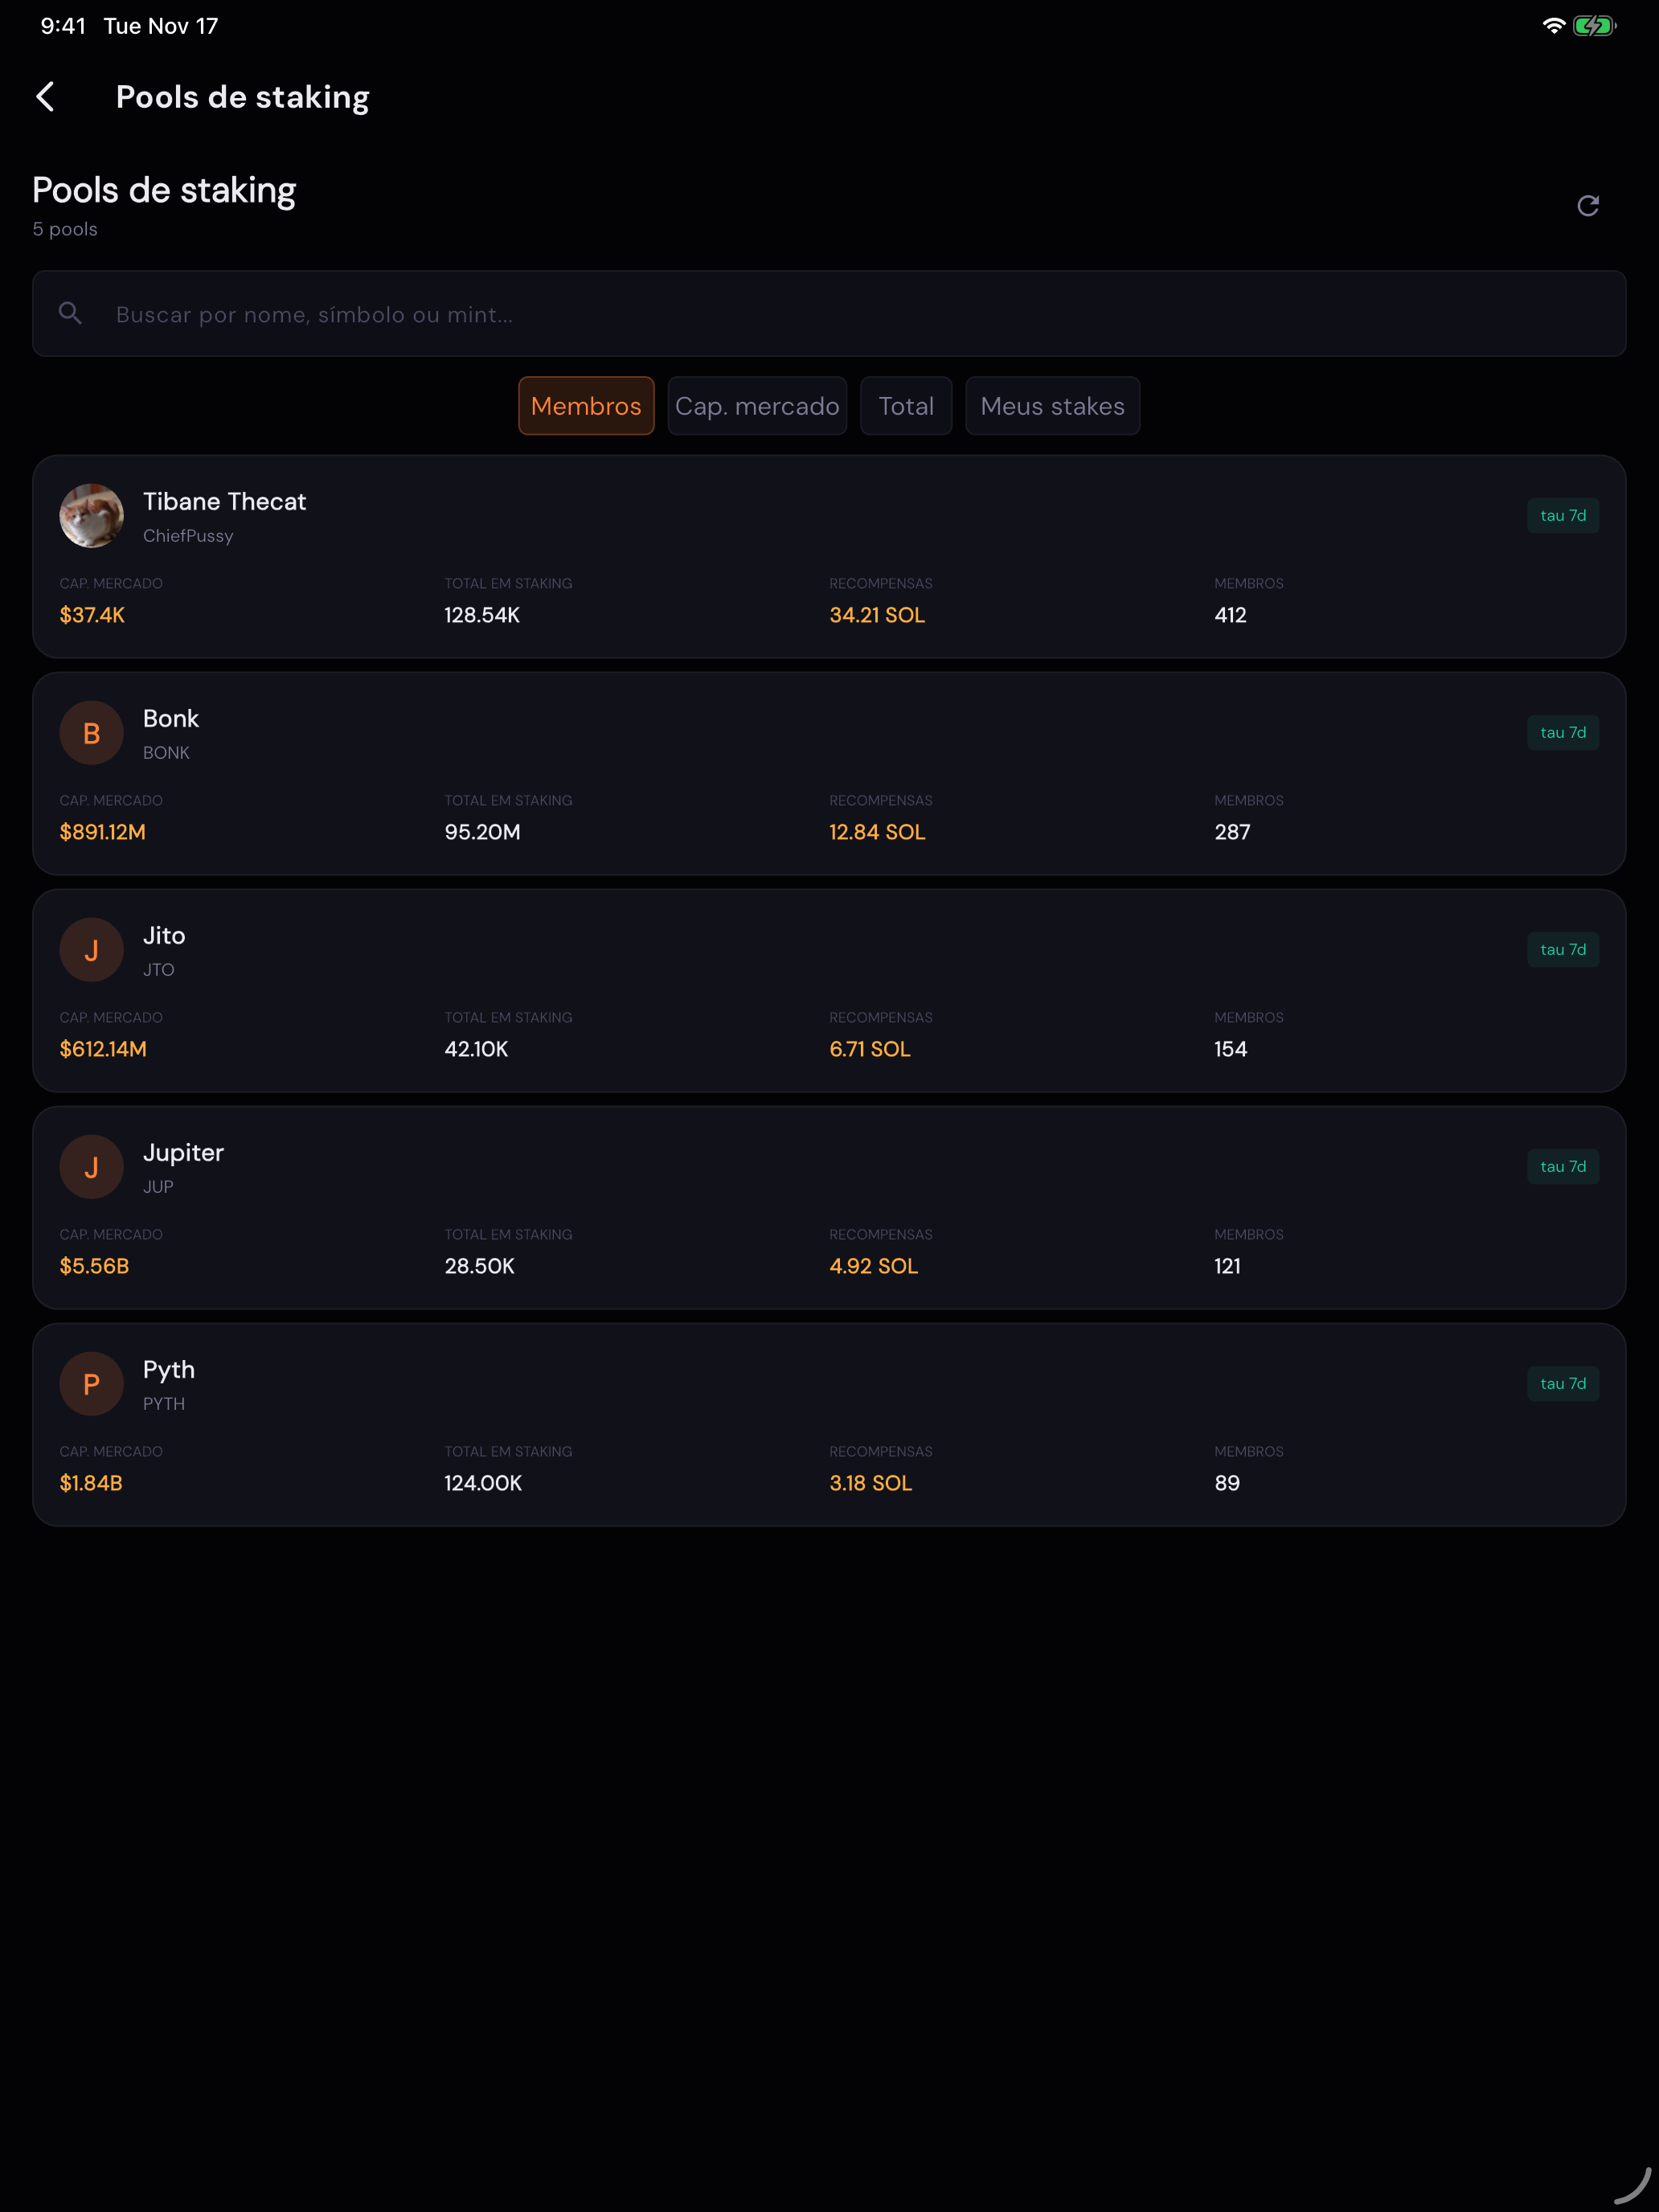 9:41 Tue Nov 17
Pools de staking
Pools de staking
5 pools
Buscar por nome, símbolo ou mint...
Membros Cap. mercado Total Meus stakes
Tibane Thecat
ChiefPussy
tau 7d
CAP. MERCADO TOTAL EM STAKING RECOMPENSAS MEMBROS
$37.4K 128.54K 34.21 SOL 412
B
Bonk
BONK
tau 7d
CAP. MERCADO TOTAL EM STAKING RECOMPENSAS MEMBROS
$891.12M 95.20M 12.84 SOL 287
J
Jito
JTO
tau 7d
CAP. MERCADO TOTAL EM STAKING RECOMPENSAS MEMBROS
$612.14M 42.10K 6.71 SOL 154
J
Jupiter
JUP
tau 7d
CAP. MERCADO TOTAL EM STAKING RECOMPENSAS MEMBROS
$5.56B 28.50K 4.92 SOL 121
P
Pyth
PYTH
tau 7d
CAP. MERCADO TOTAL EM STAKING RECOMPENSAS MEMBROS
$1.84B 124.00K 3.18 SOL 89